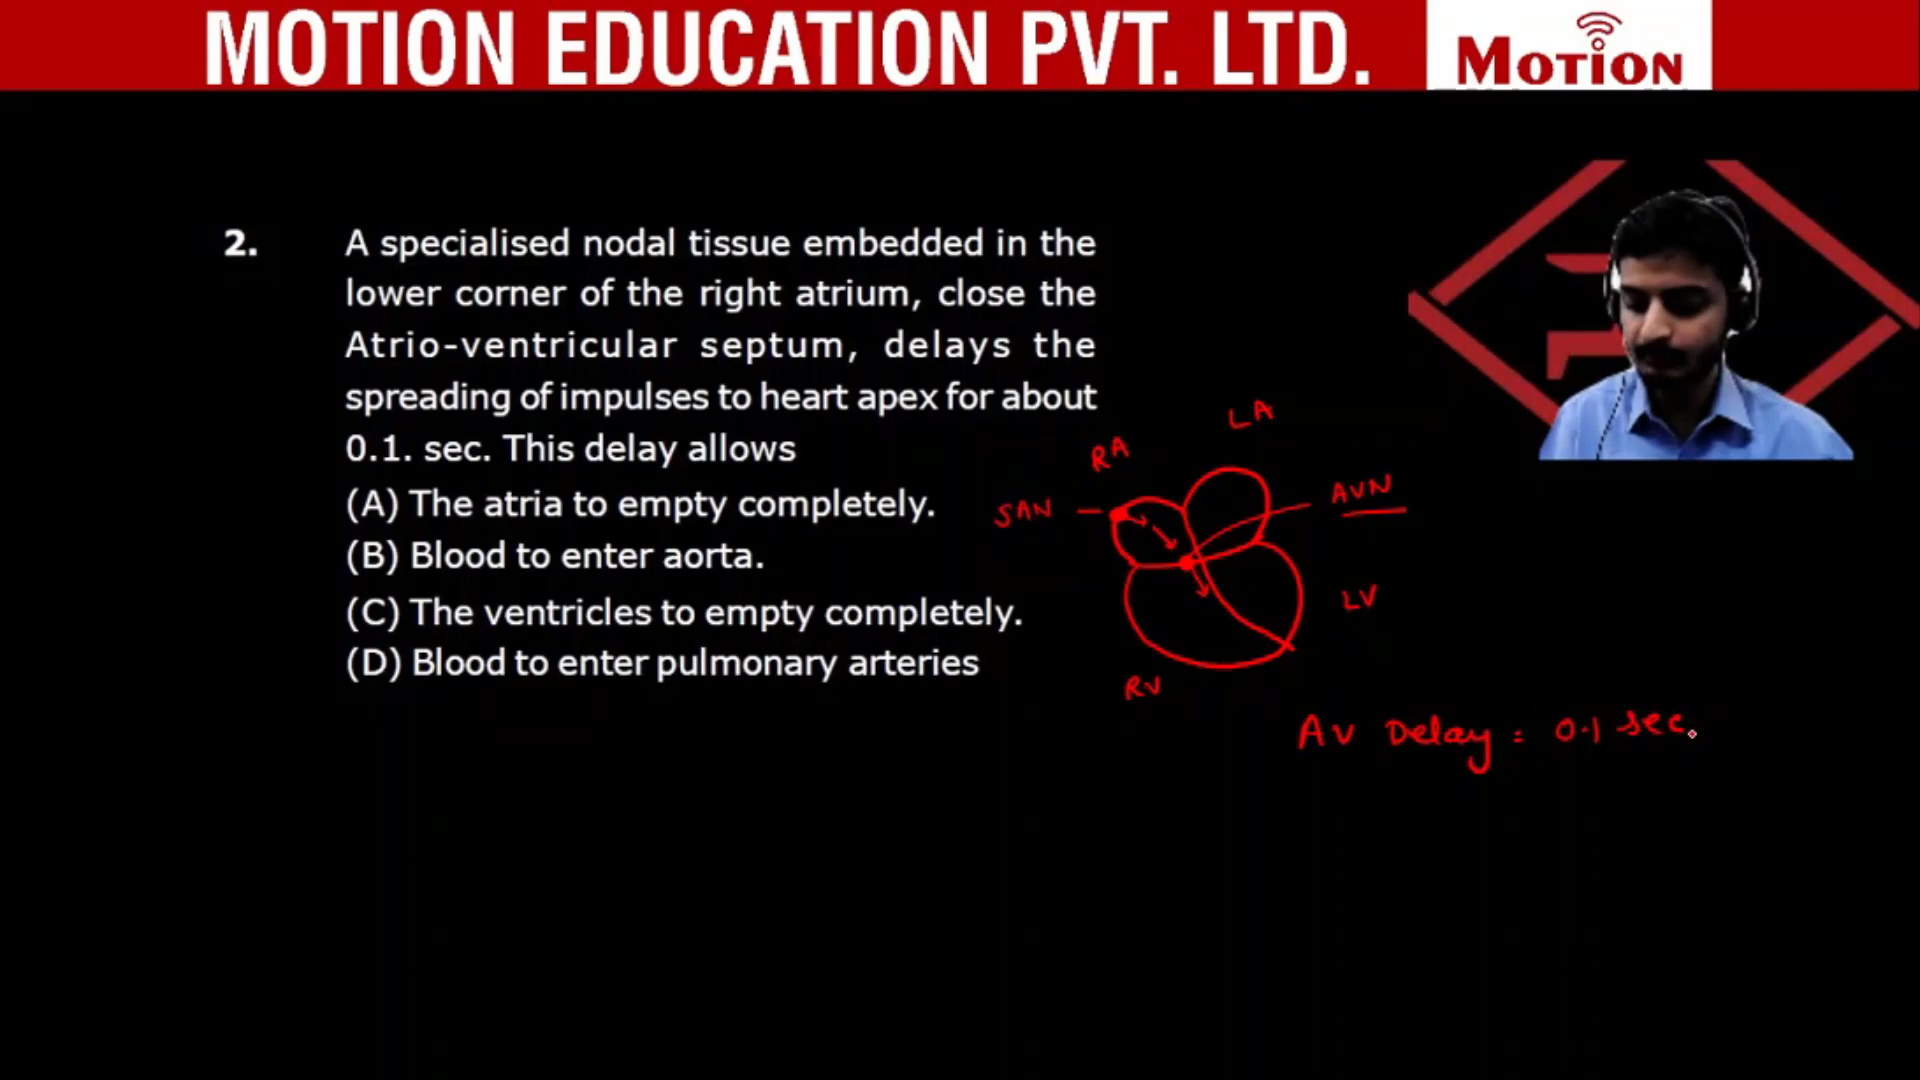 MOTION EDUCATION PVT. LTD.
MOTION
2.
A specialised nodal tissue embedded in the
lower corner of the right atrium, close the
Atrio-ventricular septum, delays the
spreading of impulses to heart apex for about
0.1. sec. This delay allows
(A) The atria to empty completely.
(B) Blood to enter aorta.
(C) The ventricles to empty completely.
(D) Blood to enter pulmonary arteries
LA
RA
SAN
AVN
LV
RV
AV Delay = 0.1 sec.